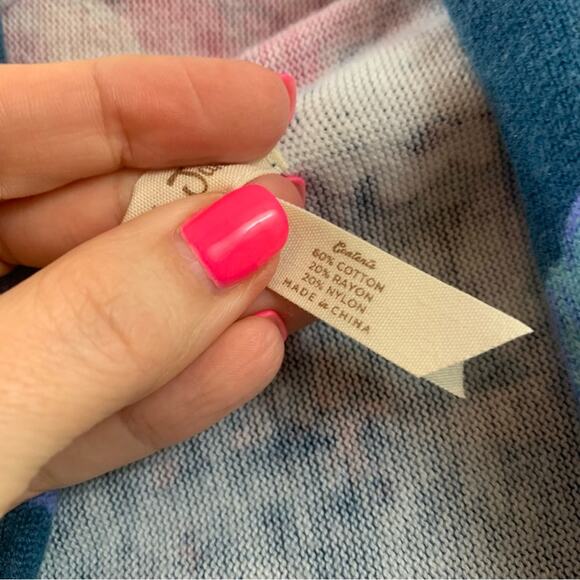 Contents
60% COTTON
20% RAYON
20% NYLON
MADE in CHINA